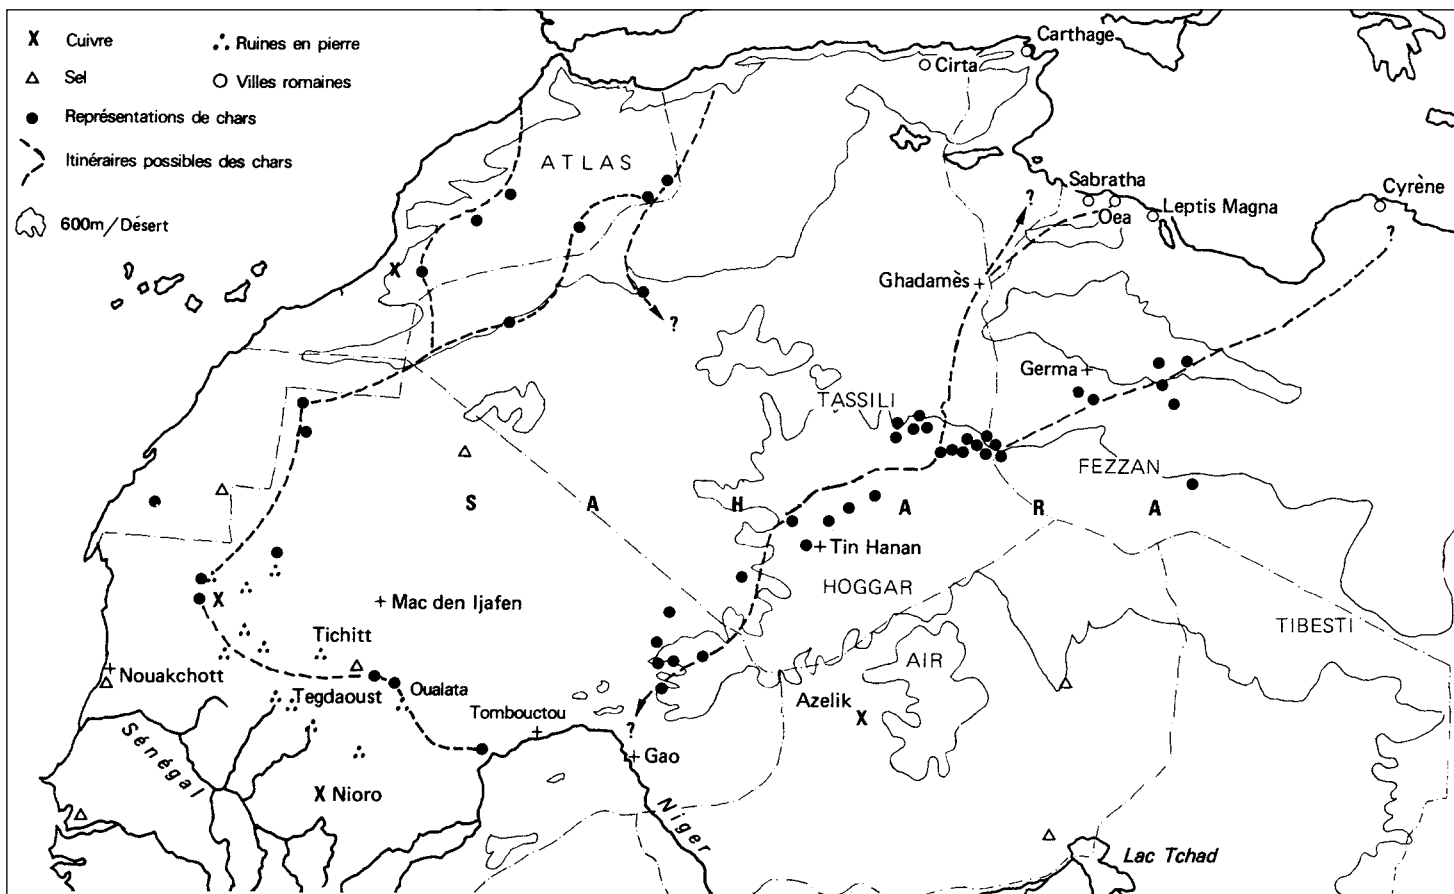 X Cuivre
Ruines en pierre
Sel
Villes romaines
Représentations de chars
Itinéraires possibles des chars
600m/Désert
Carthage
Cirta
ATLAS
Sabratha
Oea
Leptis Magna
Cyrène
?
?
X
Ghadamès
?
Germa
TASSILI
FEZZAN
S A H A R A
Tin Hanan
HOGGAR
X
Mac den Ijafen
TIBESTI
Tichitt
AIR
Nouakchott
Tegdaoust
Oualata
Azelik
X
Tombouctou
?
Gao
Sénégal
X Nioro
Niger
Lac Tchad